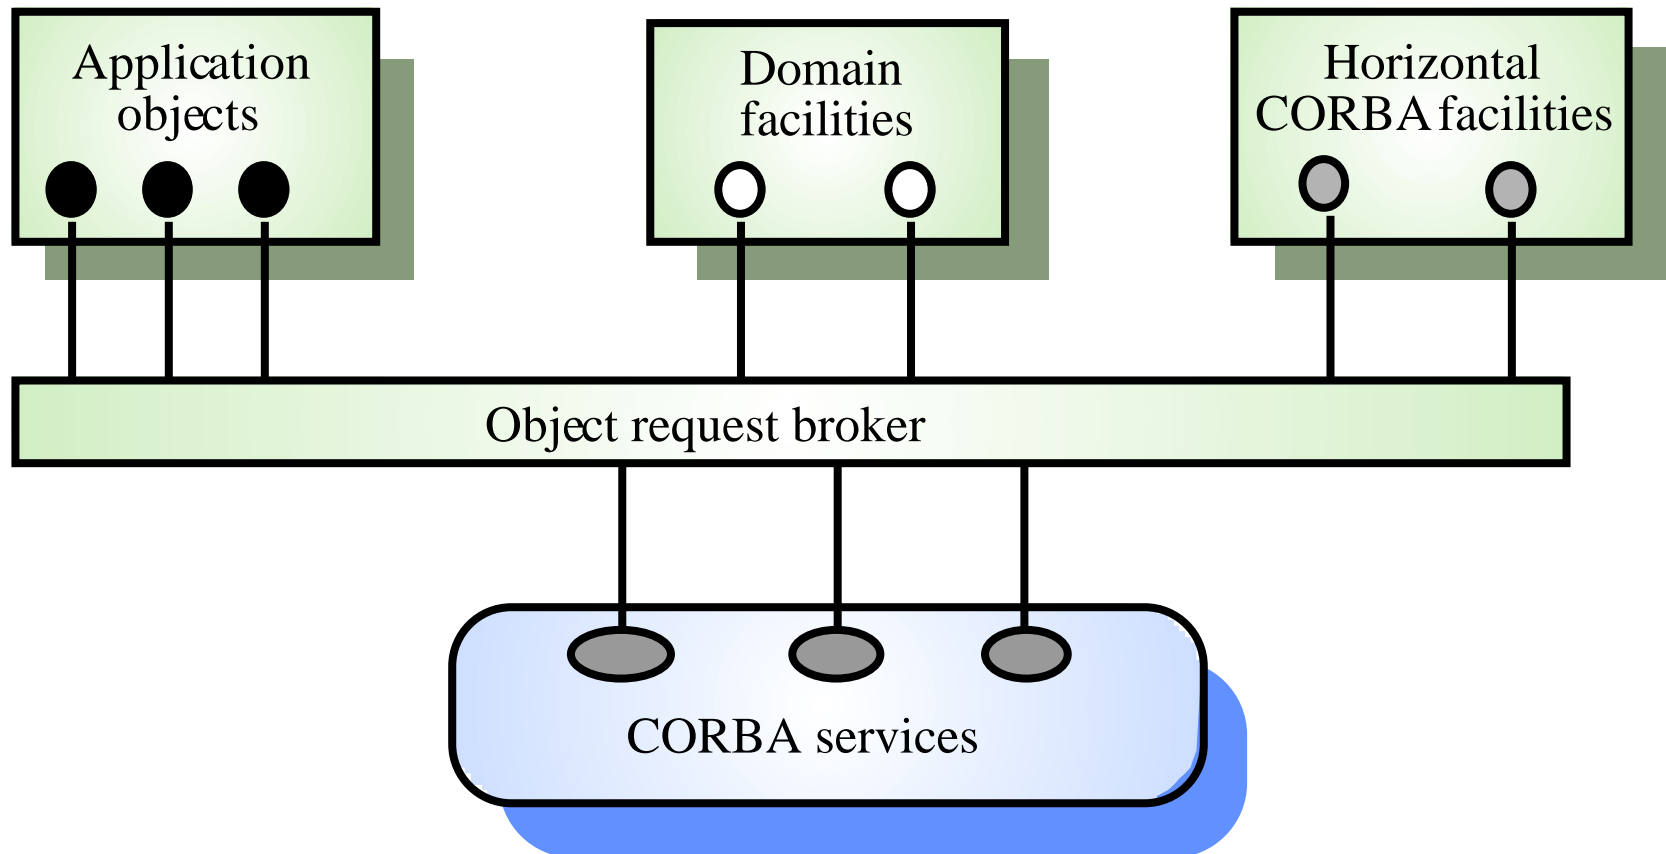 Application
objects
Domain
facilities
Horizontal
CORBA facilities
Object request broker
CORBA services